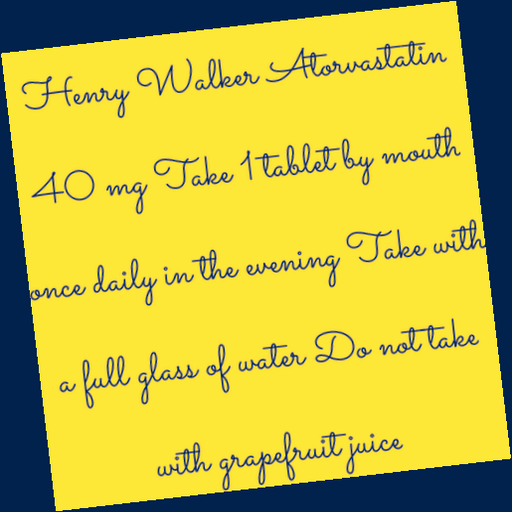 Henry Walker Atorvastatin
40 mg Take 1 tablet by mouth
once daily in the evening Take with
a full glass of water Do not take
with grapefruit juice